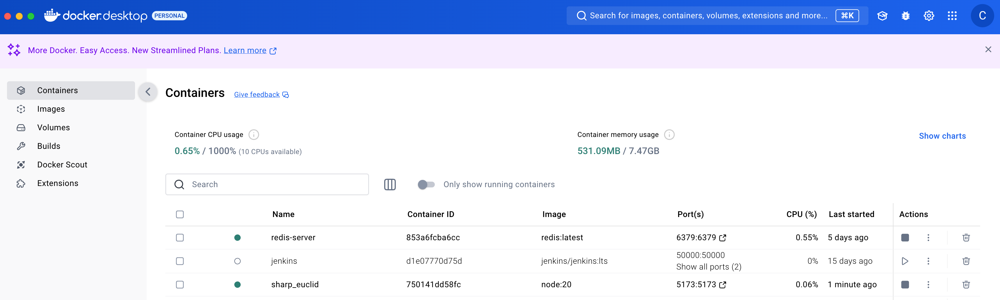 docker desktop PERSONAL
Search for images, containers, volumes, extensions and more... ⌘K
C
More Docker. Easy Access. New Streamlined Plans. Learn more
Containers
Images
Volumes
Builds
Docker Scout
Extensions
Containers Give feedback
Container CPU usage
0.65% / 1000% (10 CPUs available)
Container memory usage
531.09MB / 7.47GB
Show charts
Search
Only show running containers
Name Container ID Image Port(s) CPU (%) Last started Actions
redis-server 853a6fcba6cc redis:latest 6379:6379 0.55% 5 days ago
jenkins d1e07770d75d jenkins/jenkins:lts 50000:50000 0% 15 days ago
Show all ports (2)
sharp_euclid 750141dd58fc node:20 5173:5173 0.06% 1 minute ago